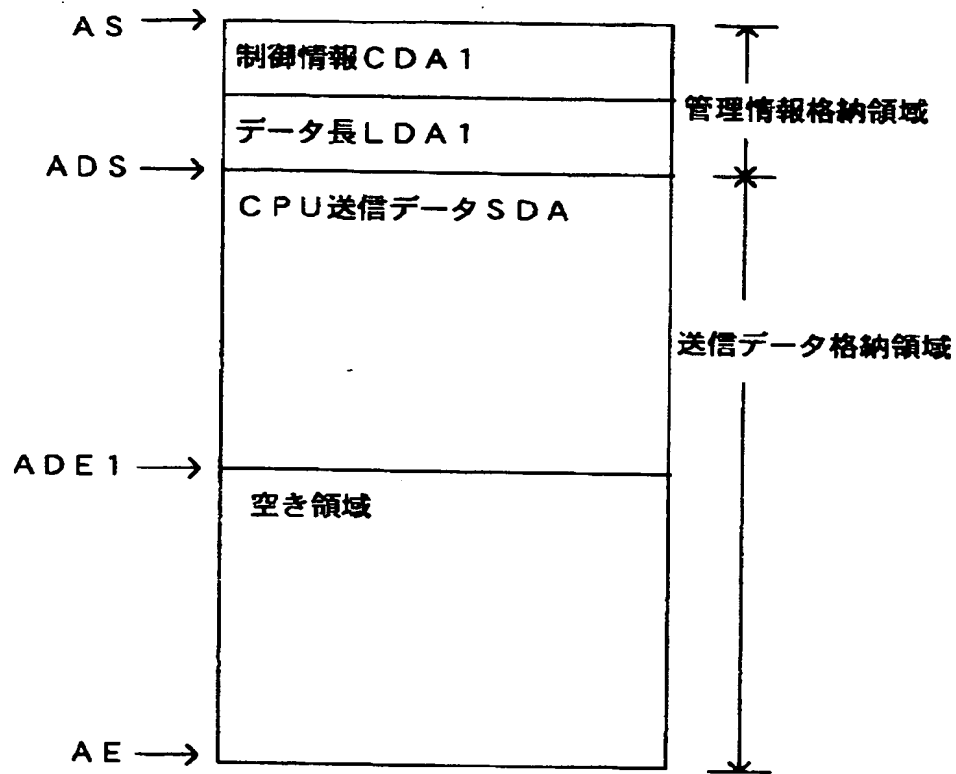 AS
制御情報CDA1
管理情報格納領域
データ長LDA1
ADS
CPU送信データSDA
送信データ格納領域
ADE1
空き領域
AE